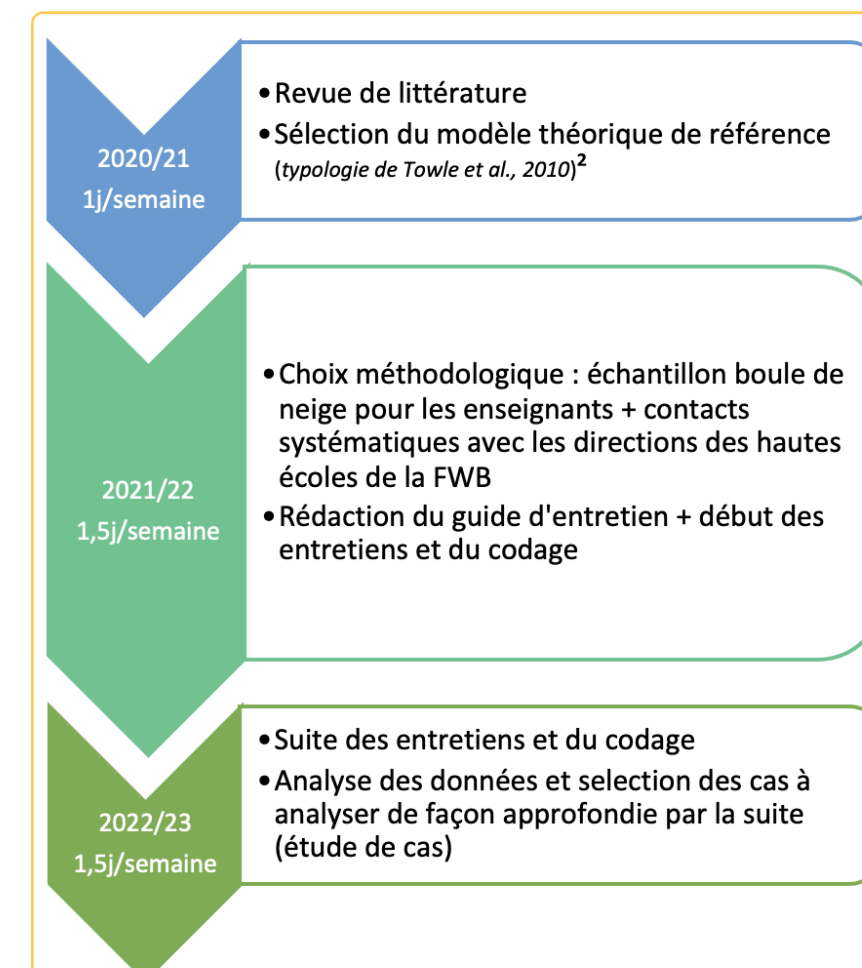 2020/21
1j/semaine
•Revue de littérature
•Sélection du modèle théorique de référence
(typologie de Towle et al., 2010)²
2021/22
1,5j/semaine
•Choix méthodologique : échantillon boule de
neige pour les enseignants + contacts
systématiques avec les directions des hautes
écoles de la FWB
•Rédaction du guide d'entretien + début des
entretiens et du codage
2022/23
1,5j/semaine
•Suite des entretiens et du codage
•Analyse des données et selection des cas à
analyser de façon approfondie par la suite
(étude de cas)